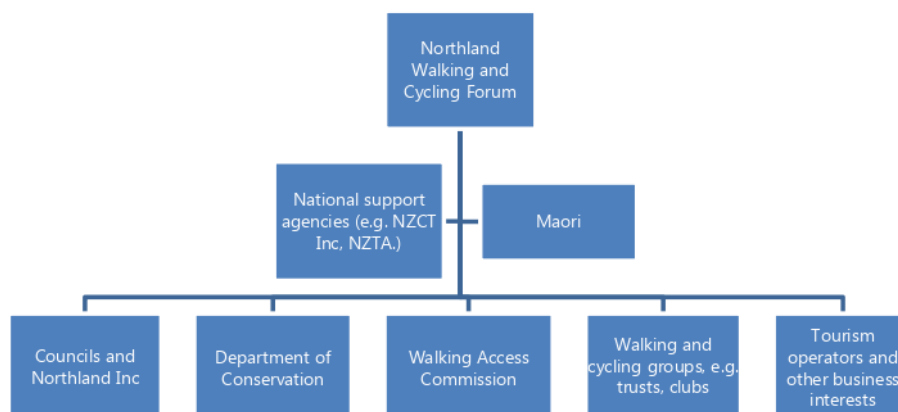 Northland
Walking and
Cycling Forum
National support
agencies (e.g. NZCT
Inc, NZTA.)
Maori
Councils and
Northland Inc
Department of
Conservation
Walking Access
Commission
Walking and
cycling groups, e.g.
trusts, clubs
Tourism
operators and
other business
interests